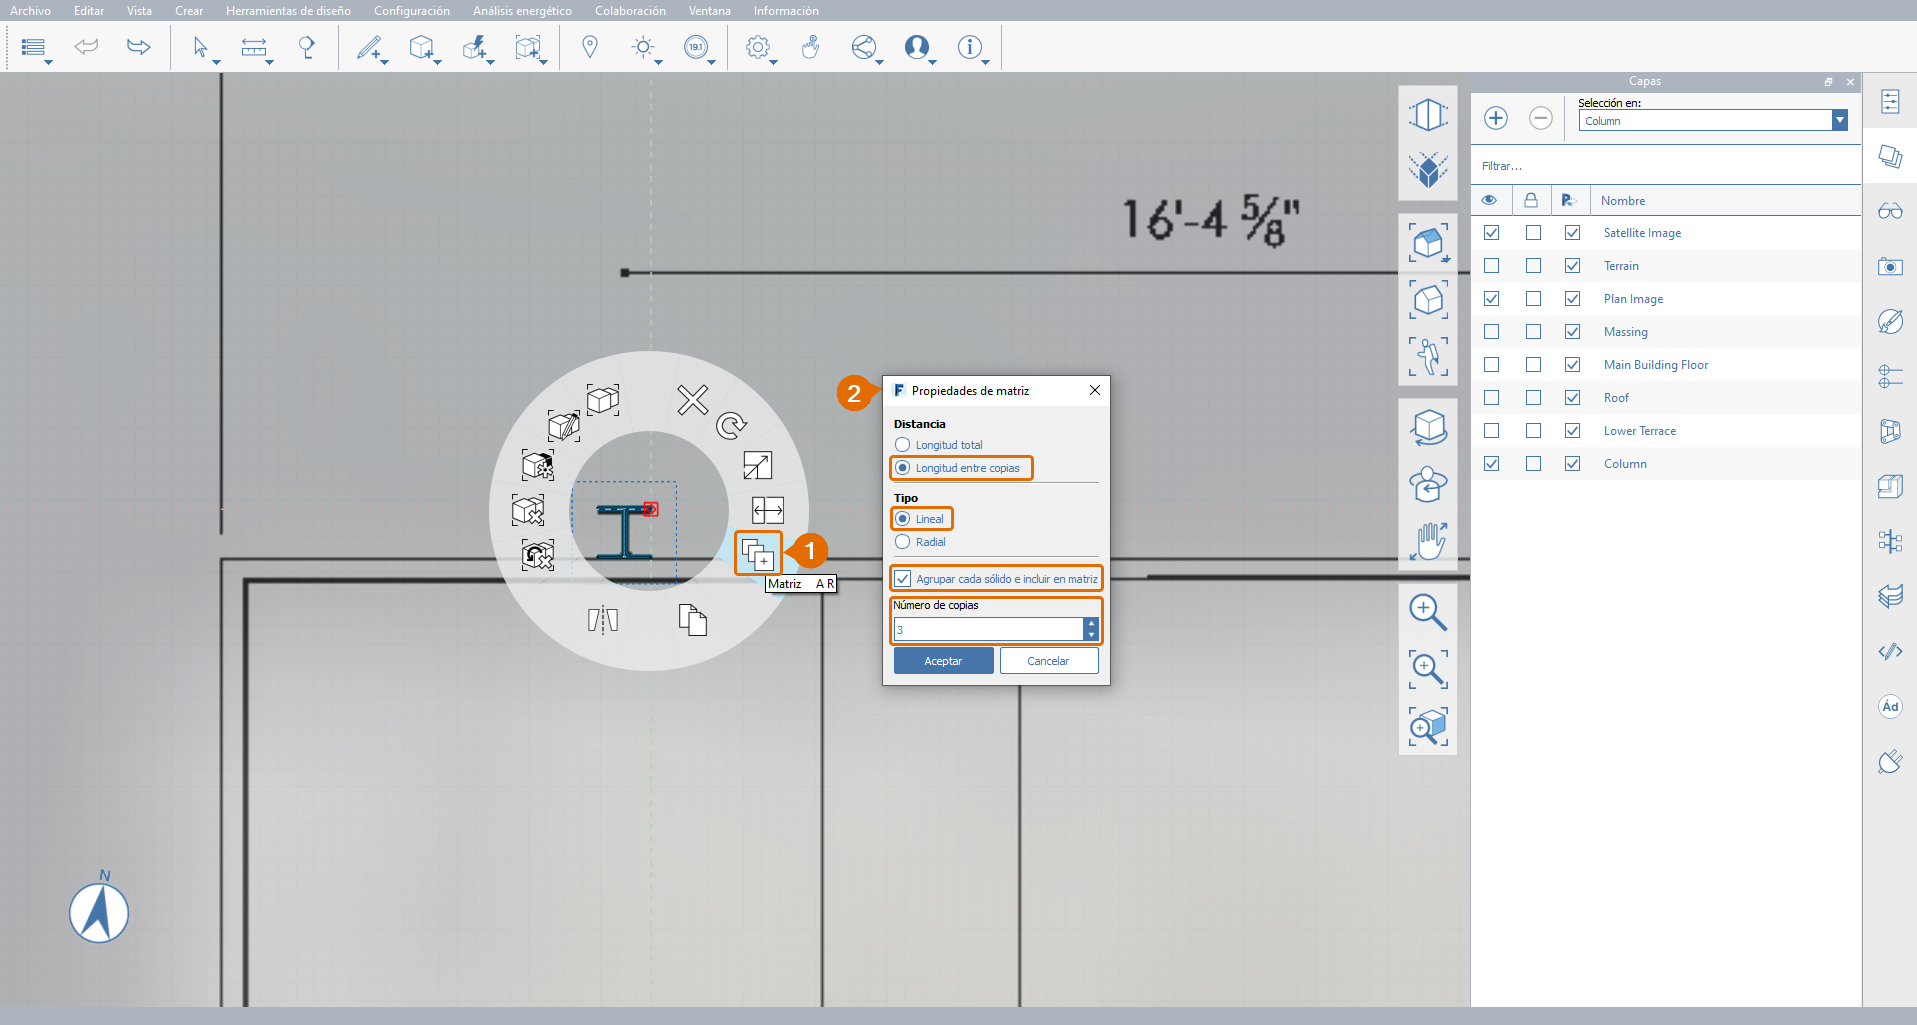 Archivo Editar Vista Crear Herramientas de diseño Configuración Análisis energético Colaboración Ventana Información
19.1
Capas
Selección en:
Column
Filtrar...
Nombre
Satellite Image
Terrain
Plan Image
Massing
Main Building Floor
Roof
Lower Terrace
Column
16'-4 5/8"
1
Matriz A R
2
F Propiedades de matriz
Distancia
Longitud total
Longitud entre copias
Tipo
Lineal
Radial
Agrupar cada sólido e incluir en matriz
Número de copias
3
Aceptar Cancelar
N
Ád